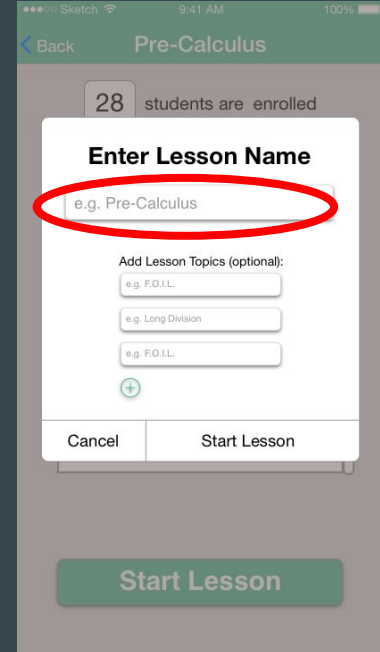 Sketch 9:41 AM 100%
Back Pre-Calculus
28 students are enrolled
Enter Lesson Name
e.g. Pre-Calculus
Add Lesson Topics (optional):
e.g. F.O.I.L.
e.g. Long Division
e.g. F.O.I.L.
Cancel Start Lesson
Start Lesson